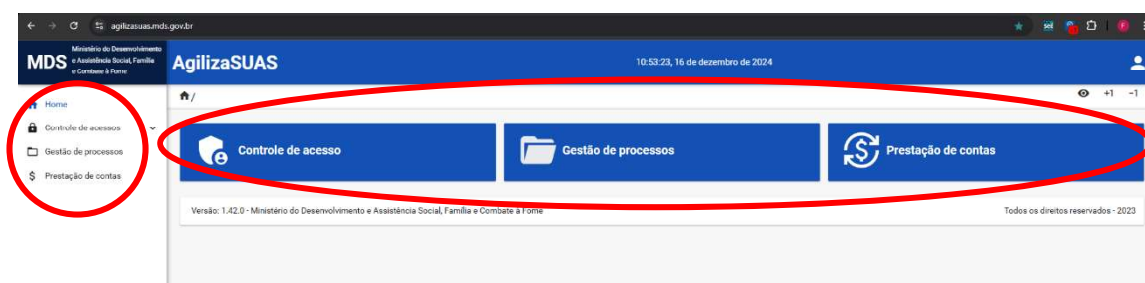 agilizasuas.mds.gov.br
MDS
Ministério do Desenvolvimento
e Assistência Social, Família
e Combate à Fome
AgilizaSUAS
10:53:23, 16 de dezembro de 2024
/
+1 -1
Home
Controle de acessos
Gestão de processos
Prestação de contas
Controle de acesso
Gestão de processos
Prestação de contas
Versão: 1.42.0 - Ministério do Desenvolvimento e Assistência Social, Família e Combate a Fome
Todos os direitos reservados - 2023